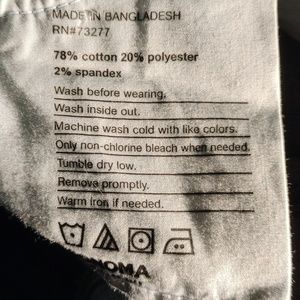 MADE IN BANGLADESH
RN#73277
78% cotton 20% polyester
2% spandex
Wash before wearing.
Wash inside out.
Machine wash cold with like colors.
Only non-chlorine bleach when needed.
Tumble dry low.
Remove promptly.
Warm iron if needed.
NOMA